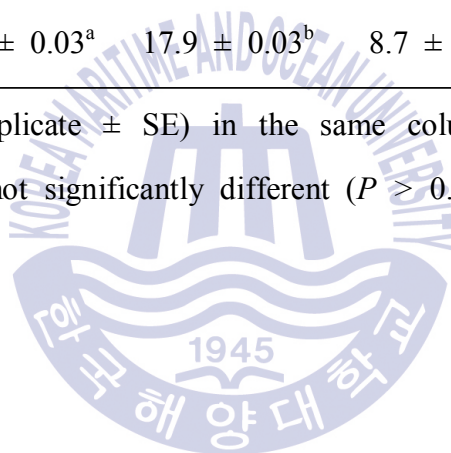 ± 0.03ᵃ 17.9 ± 0.03ᵇ 8.7 ±
plicate ± SE) in the same colu
not significantly different (P > 0.
KOREA MARITIME AND OCEAN UNIVERSITY
1945
한국해양대학교